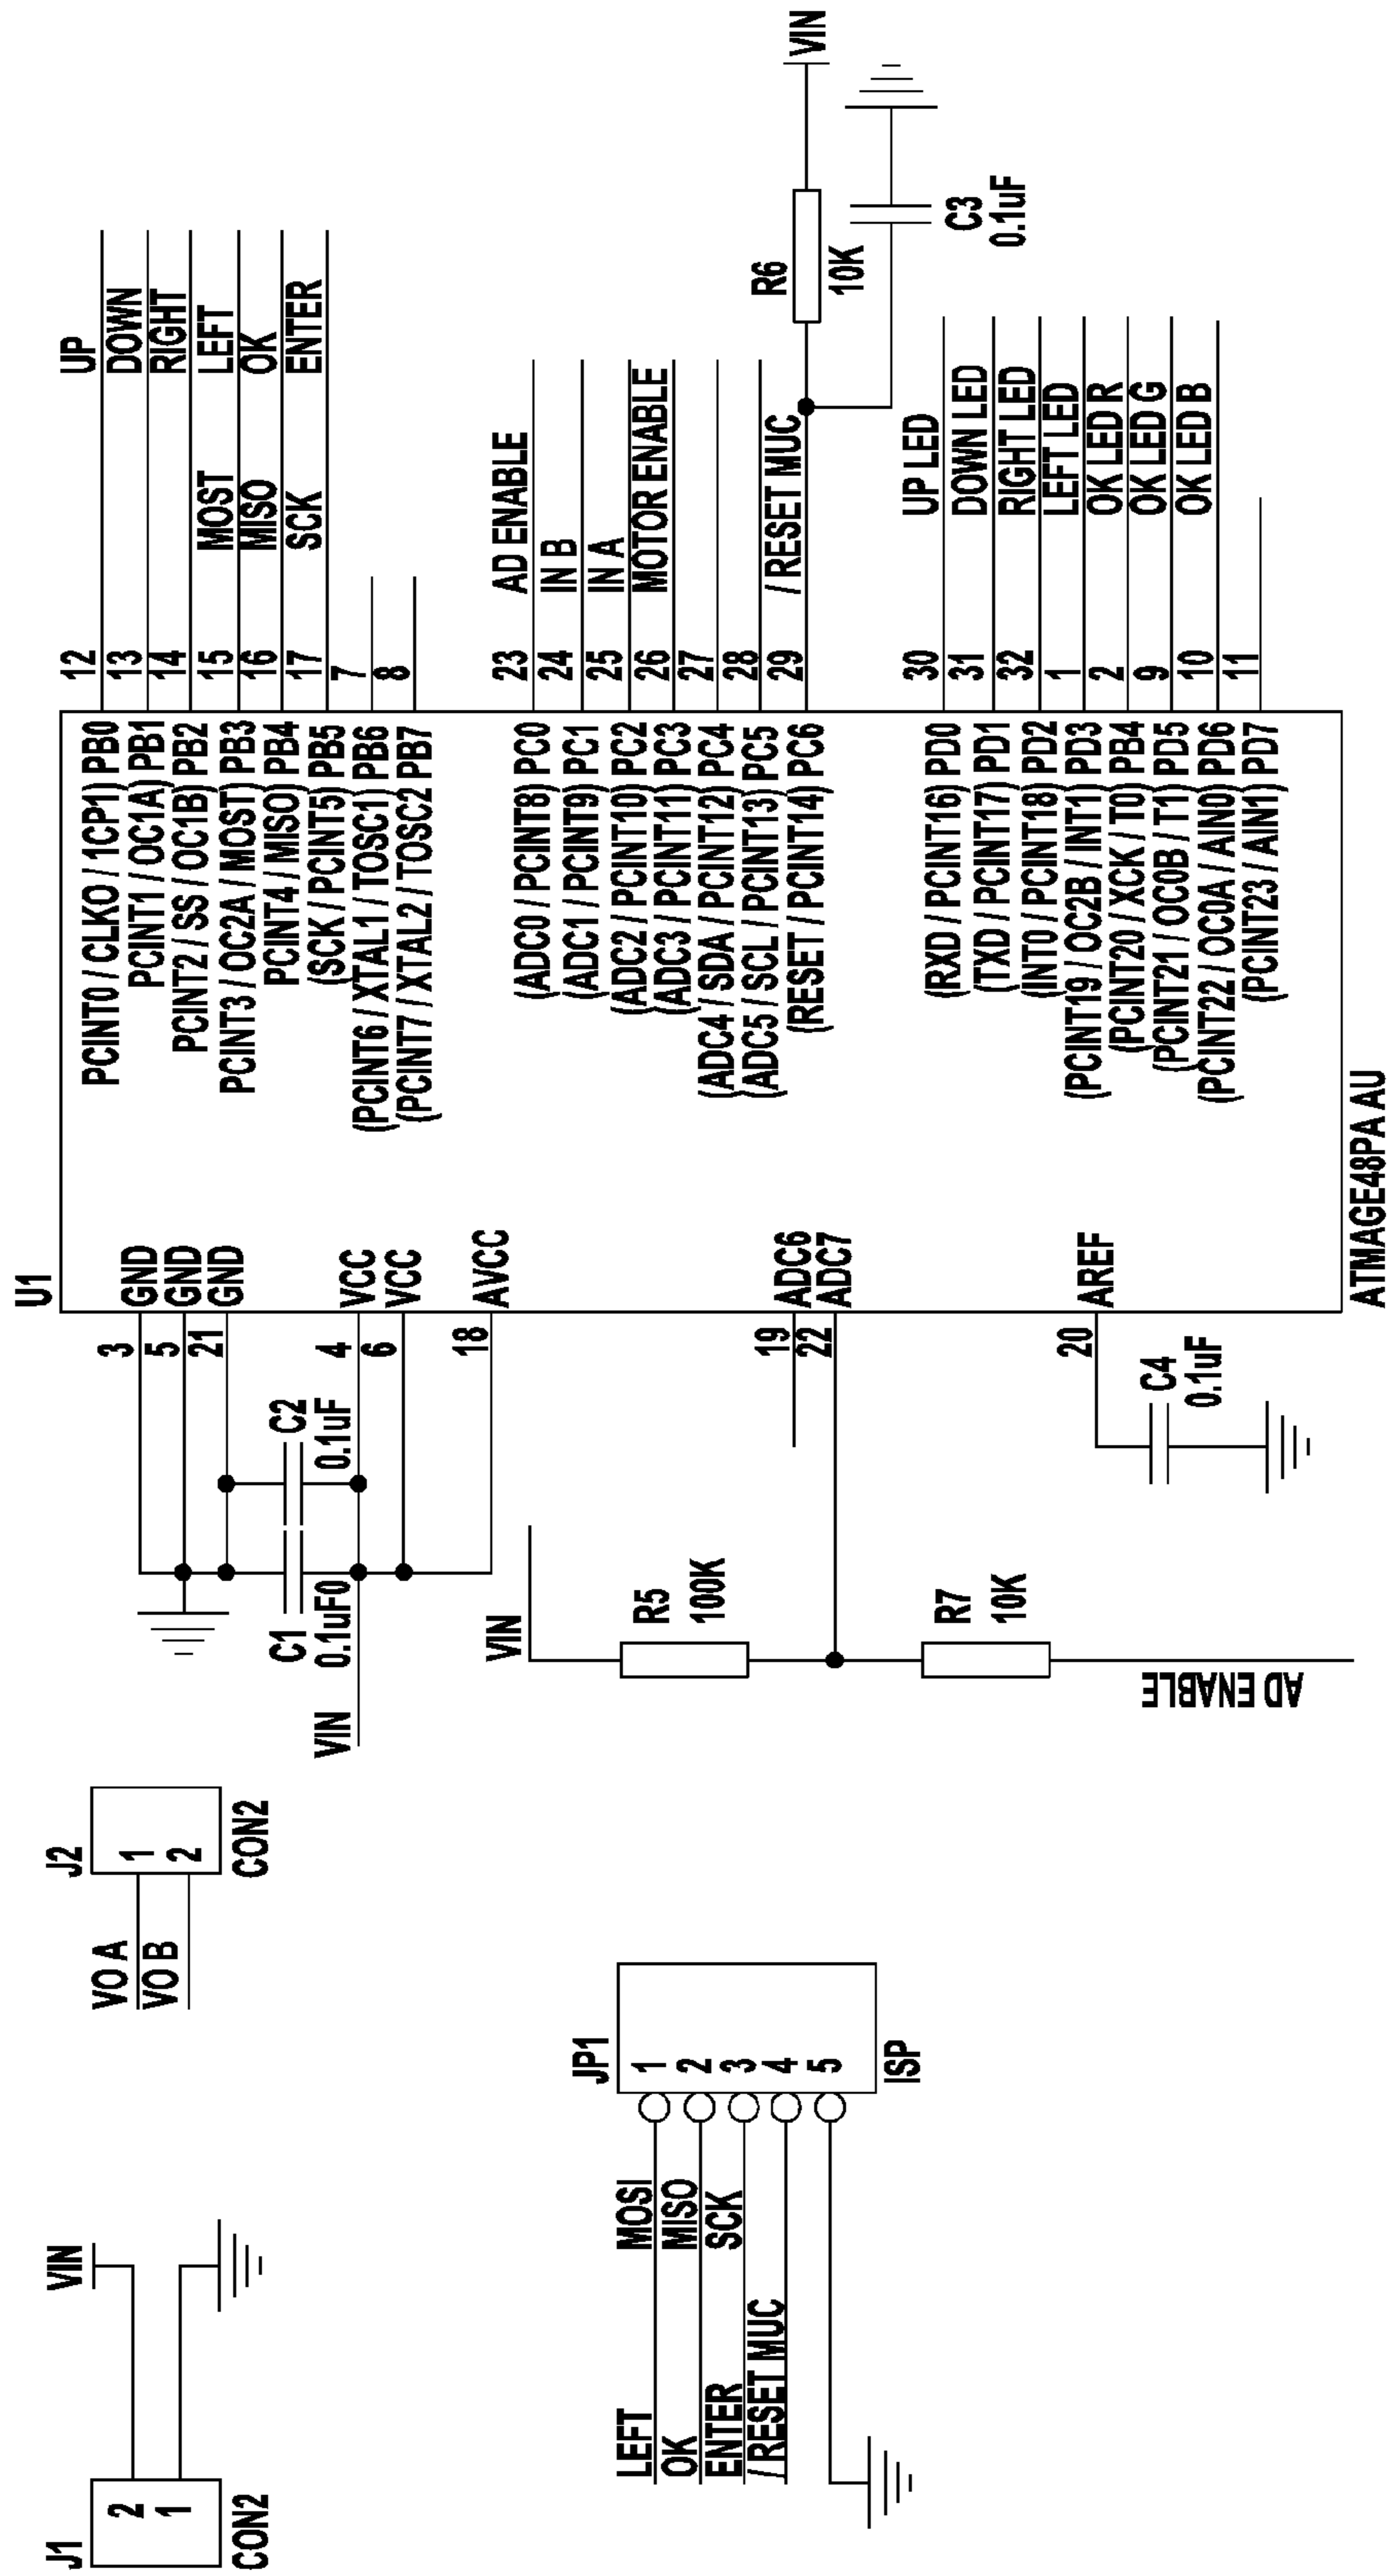 J1
2
1
CON2
VIN
J2
1
2
CON2
VO A
VO B
JP1
1
2
3
4
5
ISP
LEFT MOSI
OK MISO
ENTER SCK
/ RESET MUC
U1
GND 3
GND 5
GND 21
VCC 4
VCC 6
AVCC 18
ADC6 19
ADC7 22
AREF 20
C1
0.1uF0
C2
0.1uF
VIN
VIN
R5
100K
R7
10K
AD ENABLE
C4
0.1uF
PCINT0 / CLKO / 1CP1) PB0 12 UP
PCINT1 / OC1A) PB1 13 DOWN
PCINT2 / SS / OC1B) PB2 14 RIGHT
PCINT3 / OC2A / MOST) PB3 15 MOST LEFT
PCINT4 / MISO) PB4 16 MISO OK
(SCK / PCINT5) PB5 17 SCK ENTER
(PCINT6 / XTAL1 / TOSC1) PB6 7
(PCINT7 / XTAL2 / TOSC2 PB7 8
(ADC0 / PCINT8) PC0 23 AD ENABLE
(ADC1 / PCINT9) PC1 24 IN B
(ADC2 / PCINT10) PC2 25 IN A
(ADC3 / PCINT11) PC3 26 MOTOR ENABLE
(ADC4 / SDA / PCINT12) PC4 27
(ADC5 / SCL / PCINT13) PC5 28
(RESET / PCINT14) PC6 29 / RESET MUC
R6
10K
VIN
C3
0.1uF
(RXD / PCINT16) PD0 30 UP LED
(TXD / PCINT17) PD1 31 DOWN LED
(INT0 / PCINT18) PD2 32 RIGHT LED
(PCINT19 / OC2B / INT1) PD3 1 LEFT LED
(PCINT20 / XCK / T0) PB4 2 OK LED R
(PCINT21 / OC0B / T1) PD5 9 OK LED G
(PCINT22 / OC0A / AIN0) PD6 10 OK LED B
(PCINT23 / AIN1) PD7 11
ATMAGE48PA AU